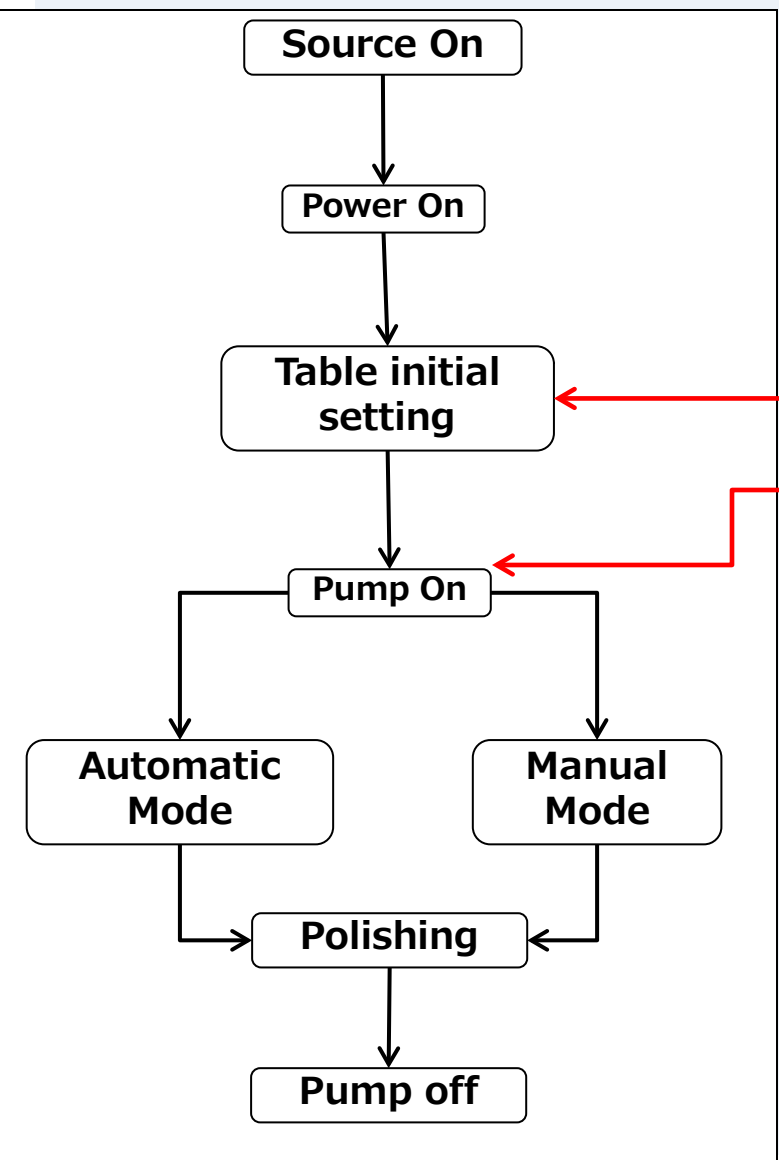 Source On
Power On
Table initial
setting
Pump On
Automatic
Mode
Manual
Mode
Polishing
Pump off